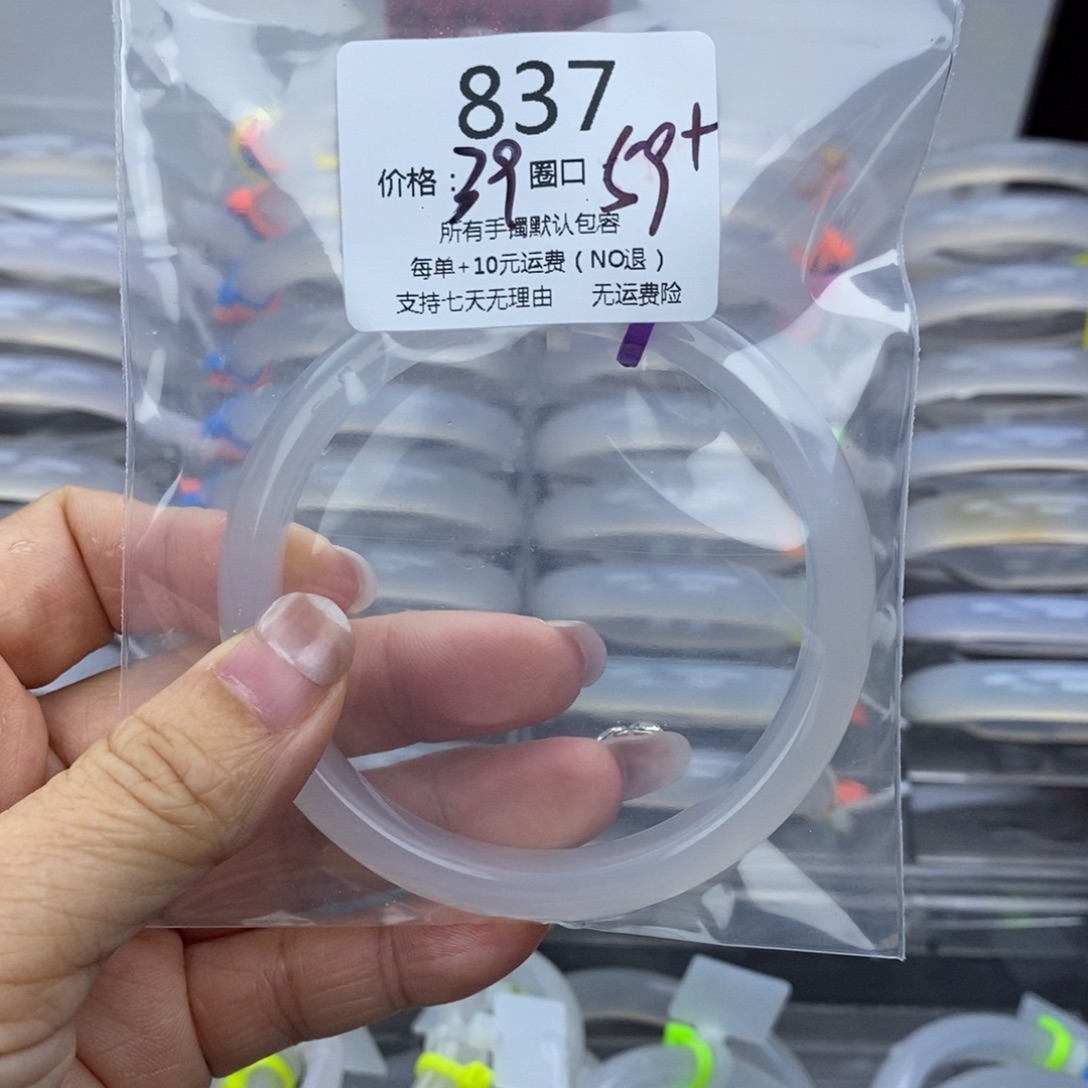 837
价格：39 圈口：59+
所有手镯默认包容
每单+10元运费（NO退）
支持七天无理由 无运费险